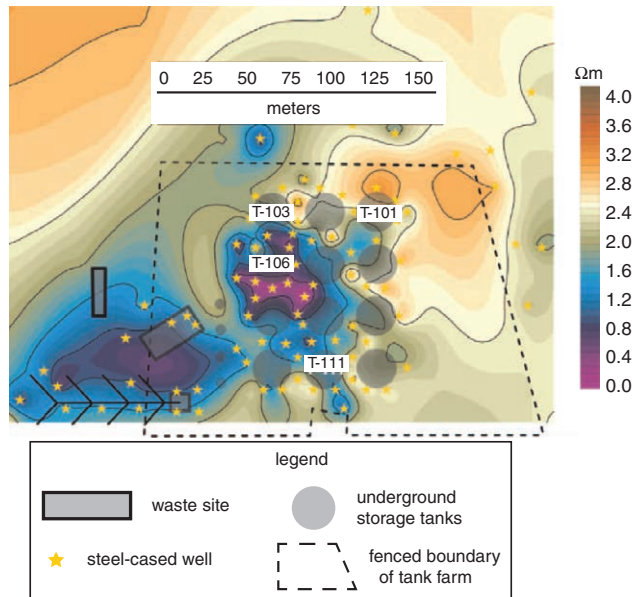 0 25 50 75 100 125 150
meters
Ωm
4.0
3.6
3.2
2.8
2.4
2.0
1.6
1.2
0.8
0.4
0.0
T-103
T-101
T-106
T-111
legend
waste site
underground
storage tanks
steel-cased well
fenced boundary
of tank farm